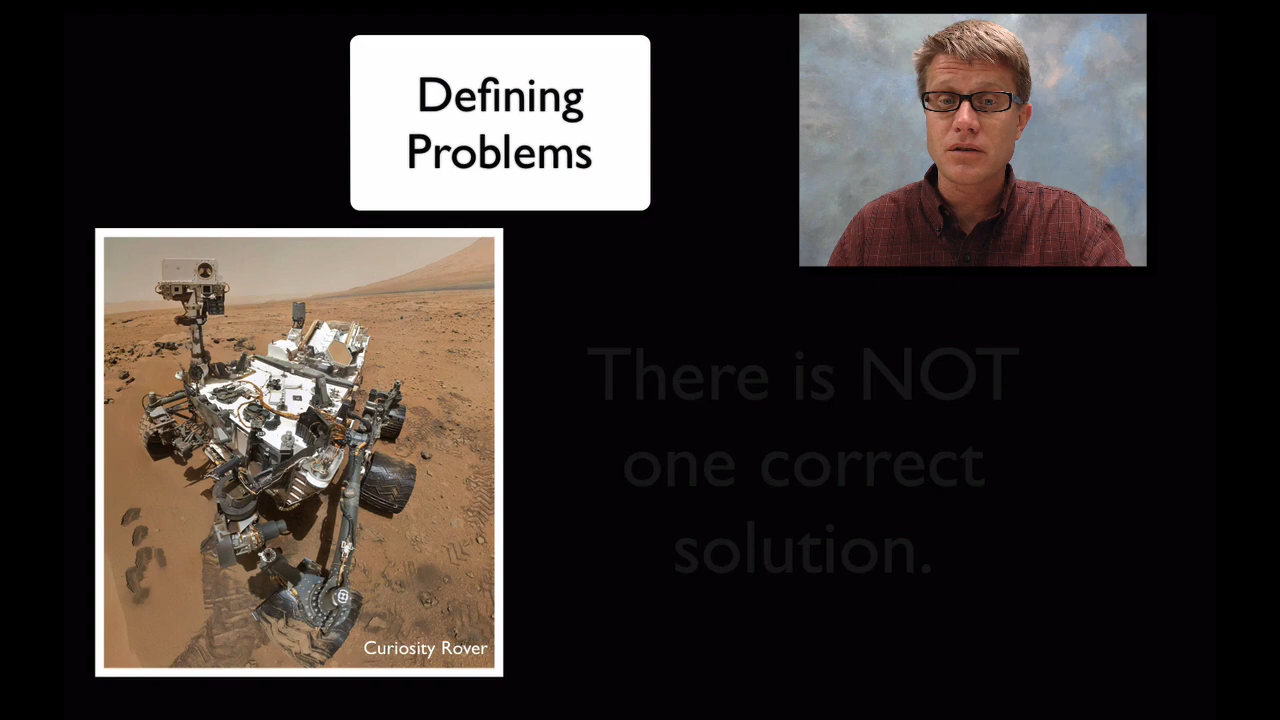 Defining
Problems
There is NOT
one correct
solution.
Curiosity Rover